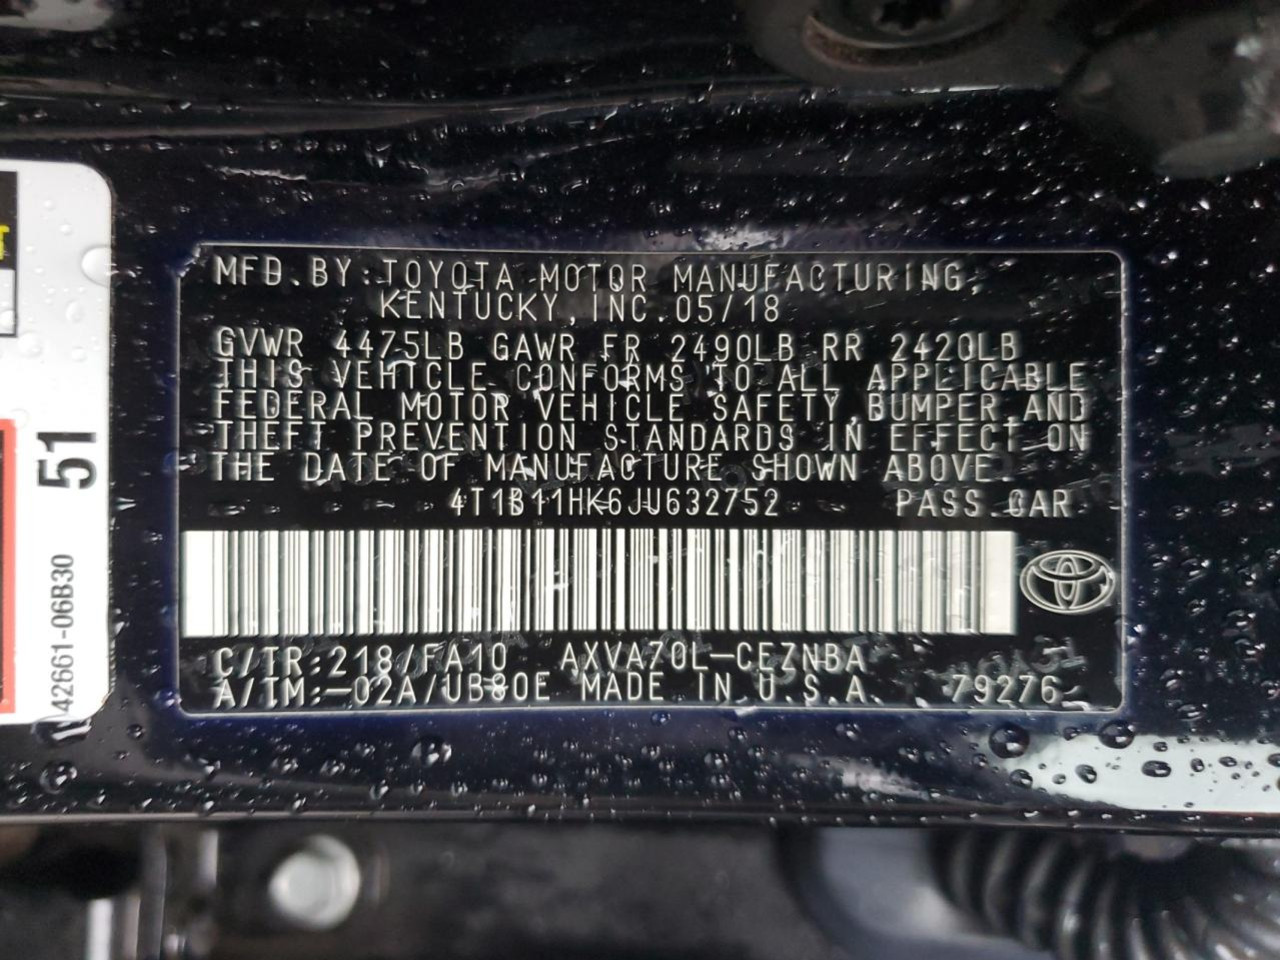 MFD.BY:TOYOTA MOTOR MANUFACTURING,
KENTUCKY,INC.05/18
GVWR 4475LB GAWR FR 2490LB RR 2420LB
THIS VEHICLE CONFORMS TO ALL APPLICABLE
FEDERAL MOTOR VEHICLE SAFETY,BUMPER,AND
THEFT PREVENTION STANDARDS IN EFFECT ON
THE DATE OF MANUFACTURE SHOWN ABOVE.
4T1B11HK6JU632752 PASS CAR
C/TR:218/FA10 AXVA70L-CEZNBA
A/TM:-02A/UB80E MADE IN U.S.A. 79276
51
42661-06B30